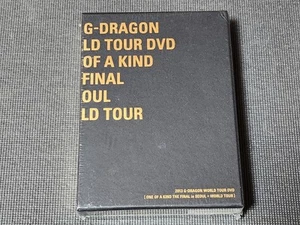 G-DRAGON
LD TOUR DVD
OF A KIND
FINAL
OUL
LD TOUR
2013 G-DRAGON WORLD TOUR DVD
[ONE OF A KIND THE FINAL in SEOUL + WORLD TOUR]